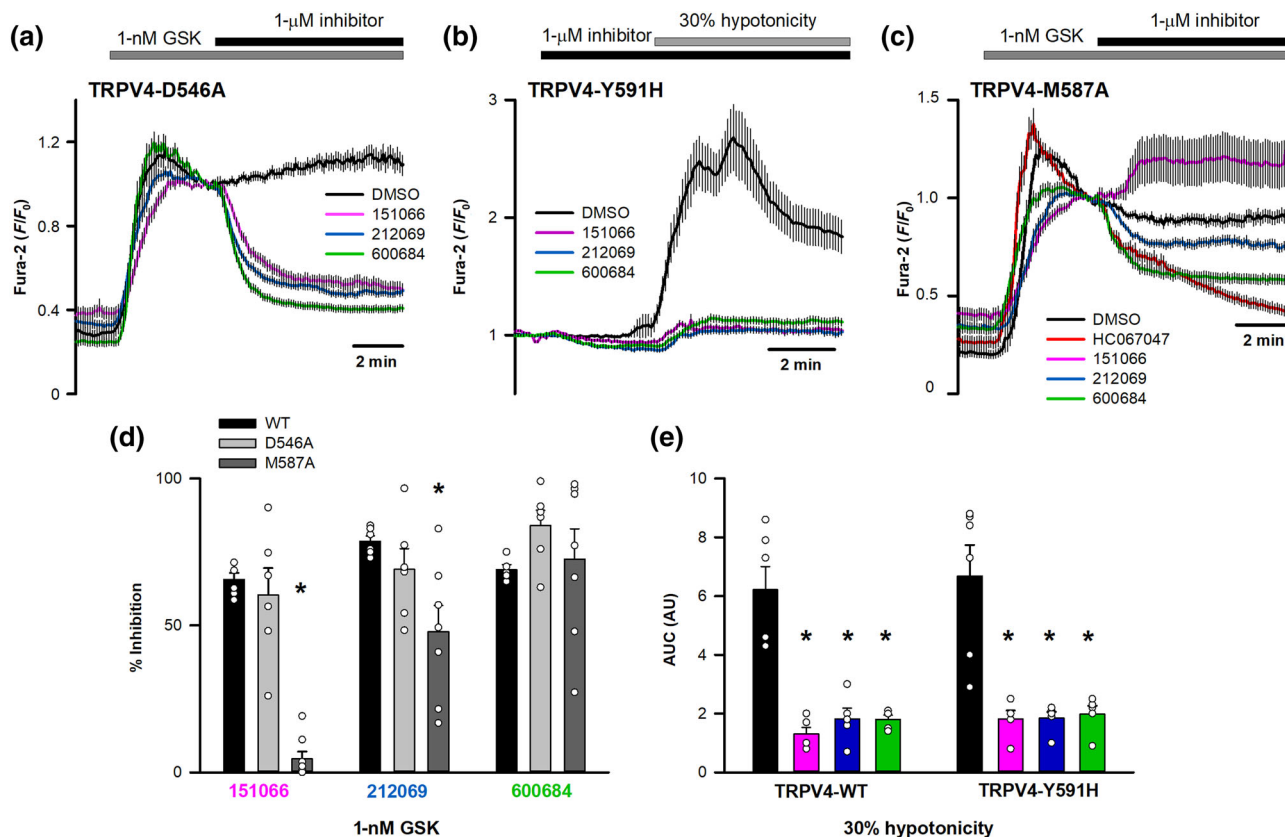 (a)
1-nM GSK
1-μM inhibitor
TRPV4-D546A
Fura-2 (F/F0)
1.2
0.8
0.4
0
DMSO
151066
212069
600684
2 min
(b)
1-μM inhibitor
30% hypotonicity
TRPV4-Y591H
Fura-2 (F/F0)
3
2
1
DMSO
151066
212069
600684
2 min
(c)
1-nM GSK
1-μM inhibitor
TRPV4-M587A
Fura-2 (F/F0)
1.5
1.0
0.5
0
DMSO
HC067047
151066
212069
600684
2 min
(d)
WT
D546A
M587A
% Inhibition
100
50
0
*
*
151066 212069 600684
1-nM GSK
(e)
AUC (AU)
10
8
6
4
2
0
* * * * * *
TRPV4-WT TRPV4-Y591H
30% hypotonicity